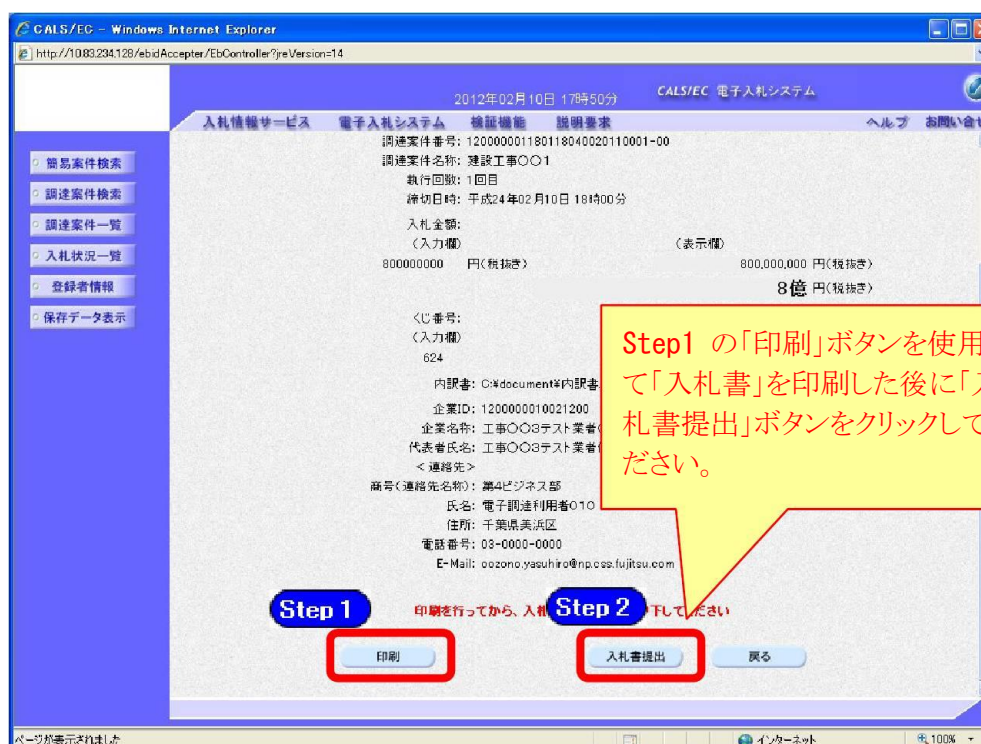 CALS/EC - Windows Internet Explorer
http://10.83.234.128/ebidAccepter/EbController?jreVersion=14
2012年02月10日 17時50分
CALS/EC 電子入札システム
入札情報サービス 電子入札システム 検証機能 説明要求 ヘルプ お問い合せ
簡易案件検索
調達案件検索
調達案件一覧
入札状況一覧
登録者情報
保存データ表示
調達案件番号: 120000001180118040020110001-00
調達案件名称: 建設工事〇〇1
執行回数: 1回目
締切日時: 平成24年02月10日 18時00分
入札金額:
(入力欄) (表示欄)
800000000 円(税抜き) 800,000,000 円(税抜き)
8億 円(税抜き)
くじ番号:
(入力欄)
624
内訳書: C:¥document¥内訳書.
企業ID: 1200000010021200
企業名称: 工事〇〇3テスト業者
代表者氏名: 工事〇〇3テスト業者
<連絡先>
商号(連絡先名称): 第4ビジネス部
氏名: 電子調達利用者010
住所: 千葉県美浜区
電話番号: 03-0000-0000
E-Mail: oozono.yasuhiro@np.css.fujitsu.com
Step1 の「印刷」ボタンを使用
て「入札書」を印刷した後に「入
札書提出」ボタンをクリックして
ださい。
Step 1
印刷を行ってから、入札
Step 2
下してください
印刷
入札書提出
戻る
ページが表示されました
インターネット
100%